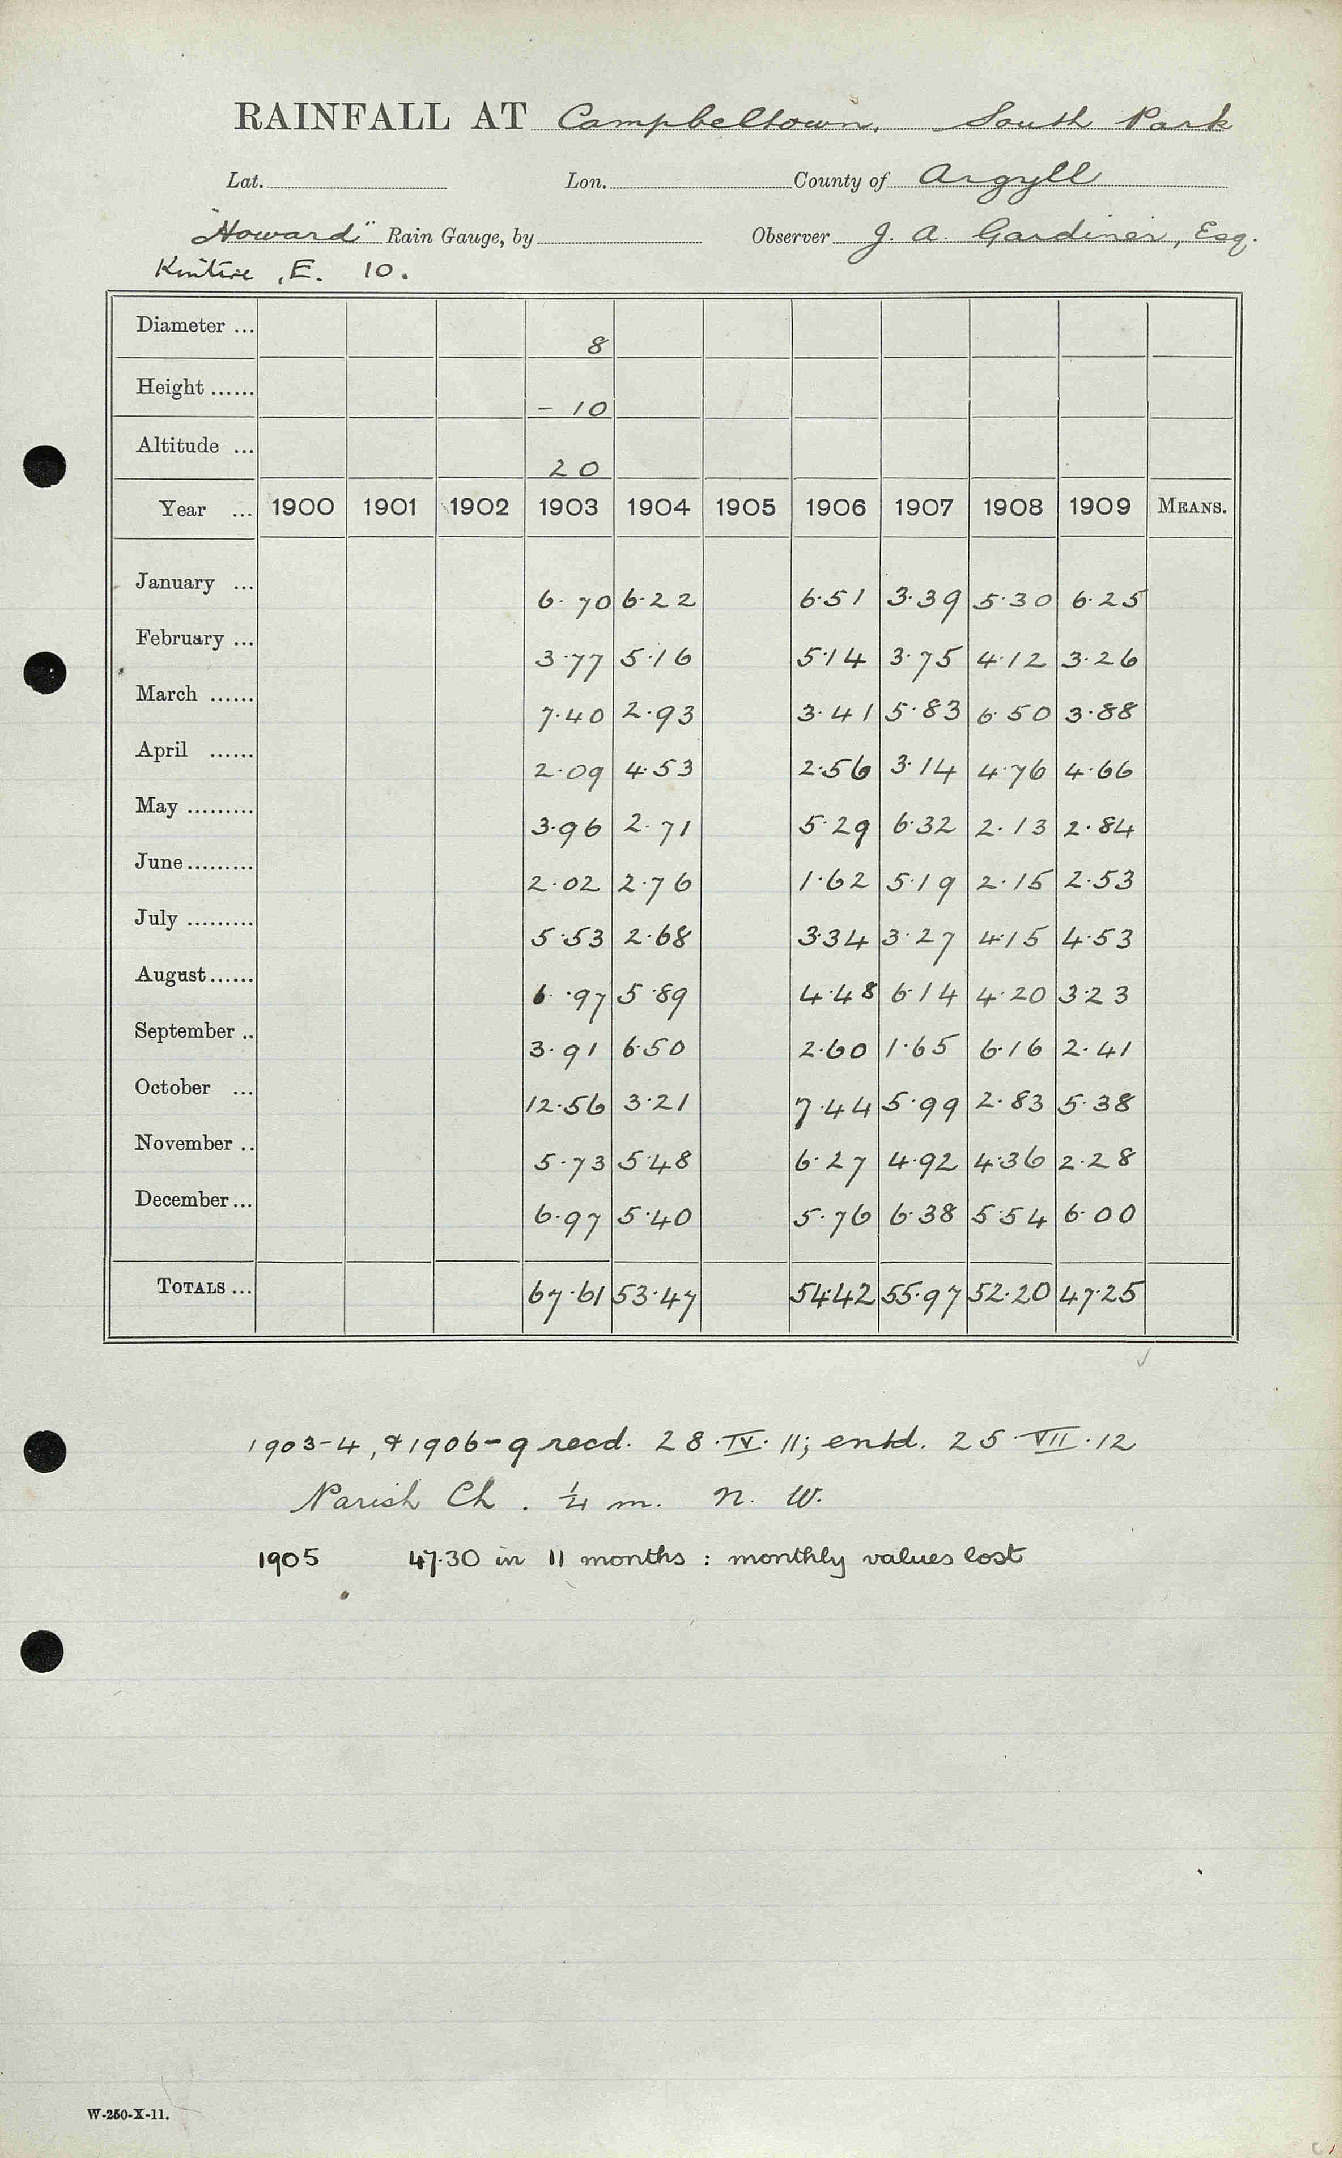 RAINFALL AT Campbeltown, South Park
Lat. Lon. County of Argyll
"Howard" Rain Gauge, by Observer J. A. Gardiner, Esq.
Kintire, E. 10.
Diameter ... 8
Height ...... - 10
Altitude ... 20
Year ... 1900 1901 1902 1903 1904 1905 1906 1907 1908 1909 MEANS.
January ... 6.70 6.22 6.51 3.39 5.30 6.25
February ... 3.77 5.16 5.14 3.75 4.12 3.26
March ...... 7.40 2.93 3.41 5.83 6.50 3.88
April ...... 2.09 4.53 2.56 3.14 4.76 4.66
May ......... 3.96 2.71 5.29 6.32 2.13 2.84
June ......... 2.02 2.76 1.62 5.19 2.15 2.53
July ......... 5.53 2.68 3.34 3.27 4.15 4.53
August ...... 6.97 5.89 4.48 6.14 4.20 3.23
September .. 3.91 6.50 2.60 1.65 6.16 2.41
October ... 12.56 3.21 7.44 5.99 2.83 5.38
November .. 5.73 5.48 6.27 4.92 4.36 2.28
December ... 6.97 5.40 5.76 6.38 5.54 6.00
TOTALS ... 67.61 53.47 54.42 55.97 52.20 47.25
1903-4, & 1906-9 recd. 28.IV.11; entd. 25.VII.12
Parish Ch. ¼ m. N. W.
1905 47.30 in 11 months : monthly values lost
W-250-X-11.